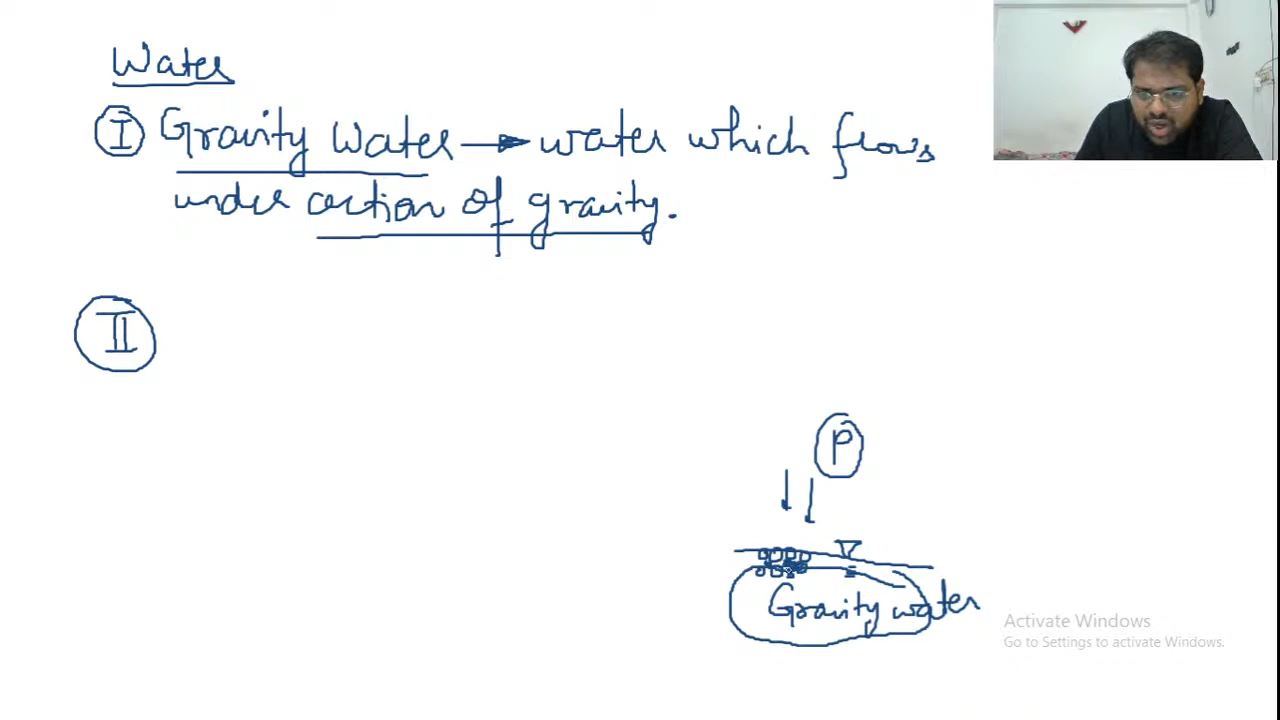 Water
I Gravity Water → water which flows
under action of gravity.
II
P
Gravity water
Activate Windows
Go to Settings to activate Windows.